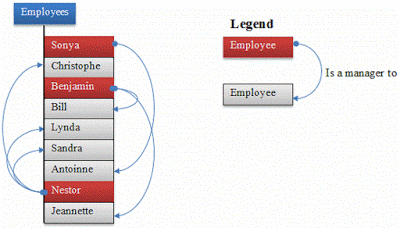 Employees
Sonya
Christophe
Benjamin
Bill
Lynda
Sandra
Antoinne
Nestor
Jeannette
Legend
Employee
Is a manager to
Employee